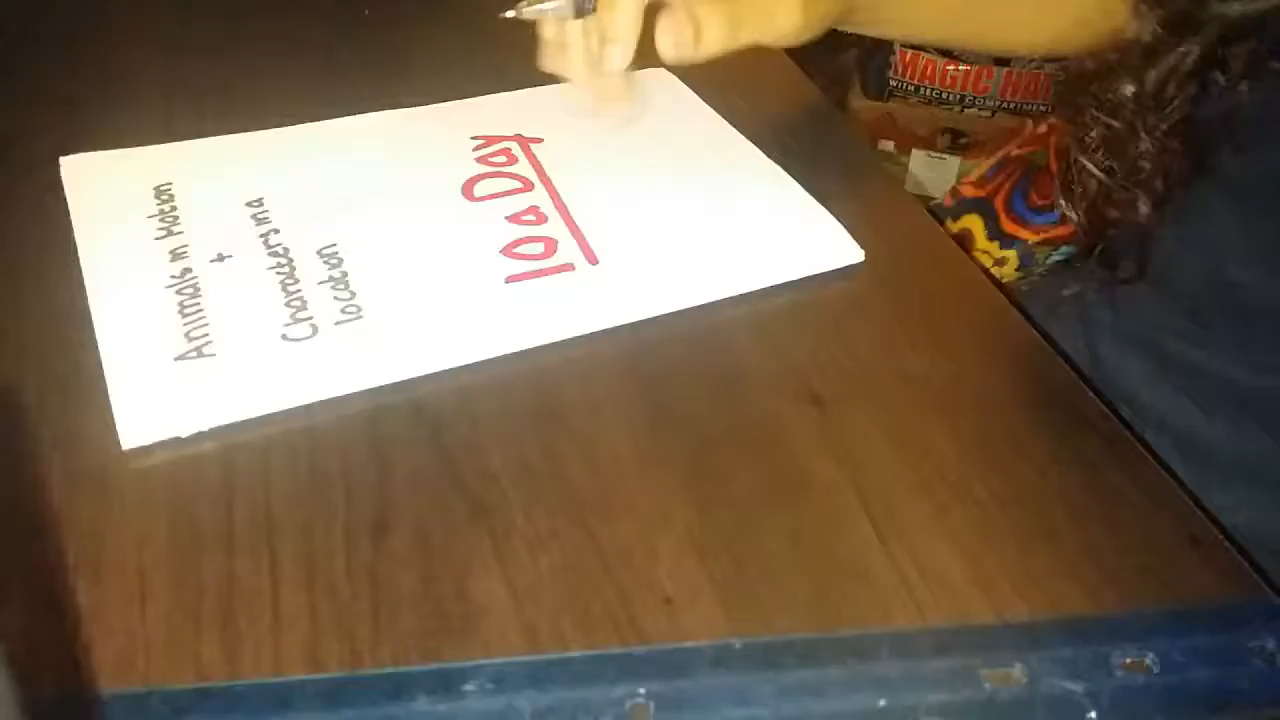 10 a Day
Animals in Motion
+
Characters in a
location
MAGIC HAT
WITH SECRET COMPARTMENT